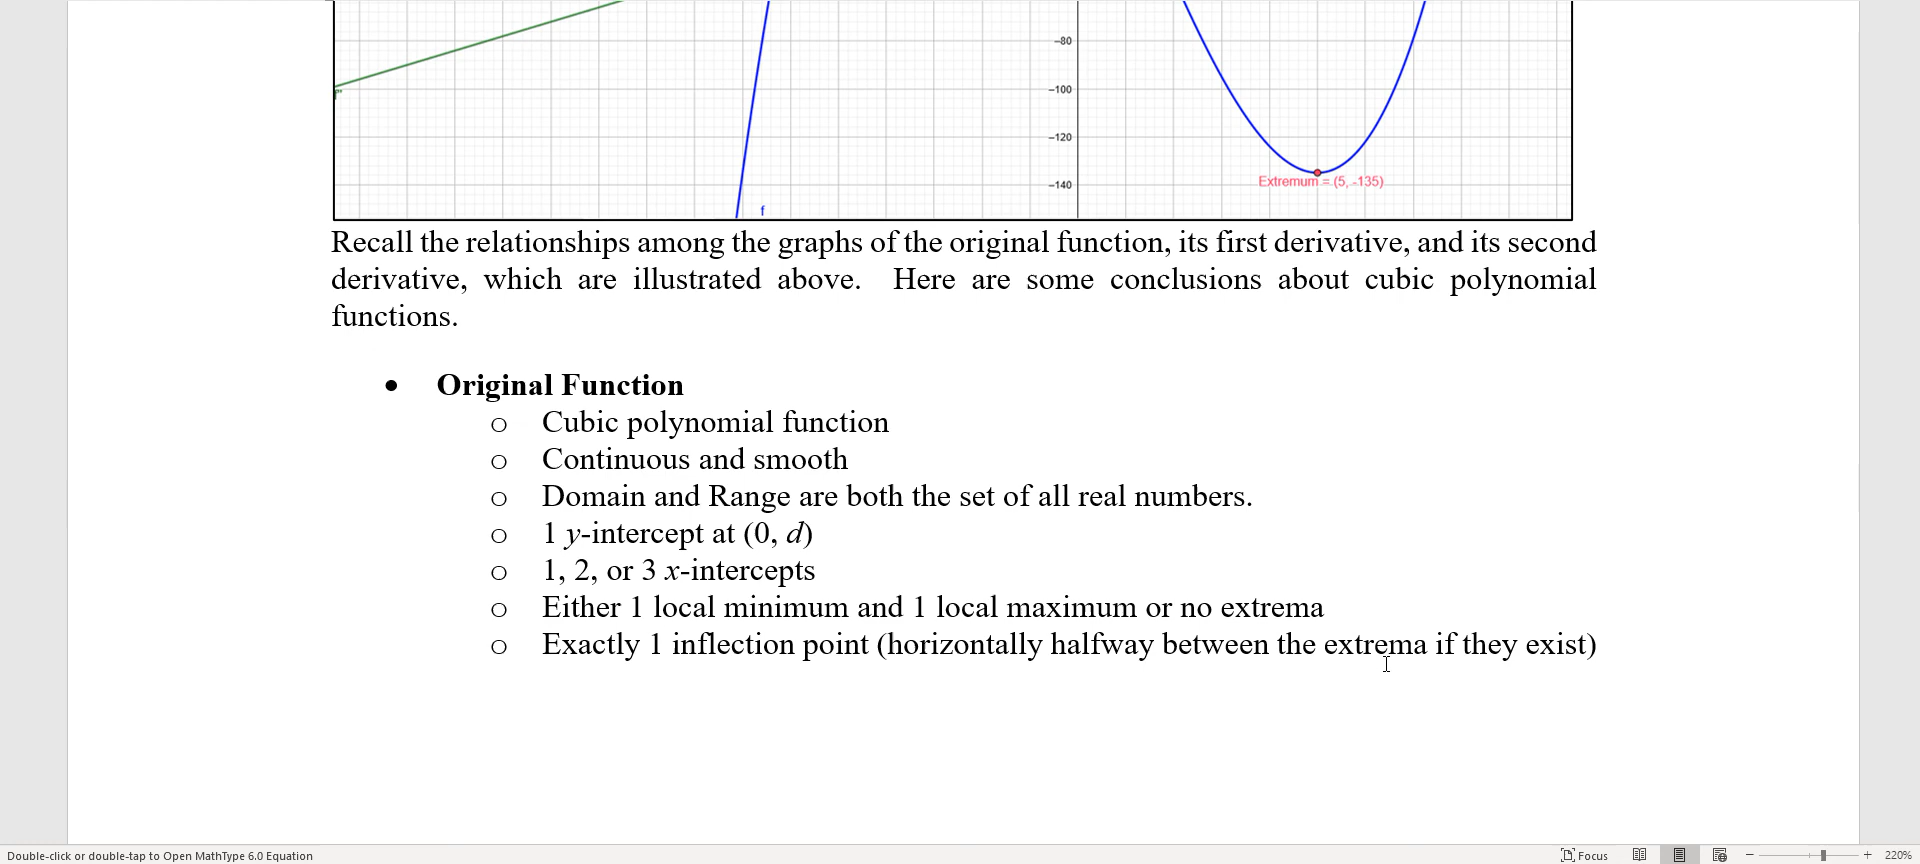 −80
−100
f''
−120
−140
Extremum = (5, -135)
f
Recall the relationships among the graphs of the original function, its first derivative, and its second
derivative, which are illustrated above.  Here are some conclusions about cubic polynomial
functions.
• Original Function
o Cubic polynomial function
o Continuous and smooth
o Domain and Range are both the set of all real numbers.
o 1 y-intercept at (0, d)
o 1, 2, or 3 x-intercepts
o Either 1 local minimum and 1 local maximum or no extrema
o Exactly 1 inflection point (horizontally halfway between the extrema if they exist)
Double-click or double-tap to Open MathType 6.0 Equation
Focus
220%